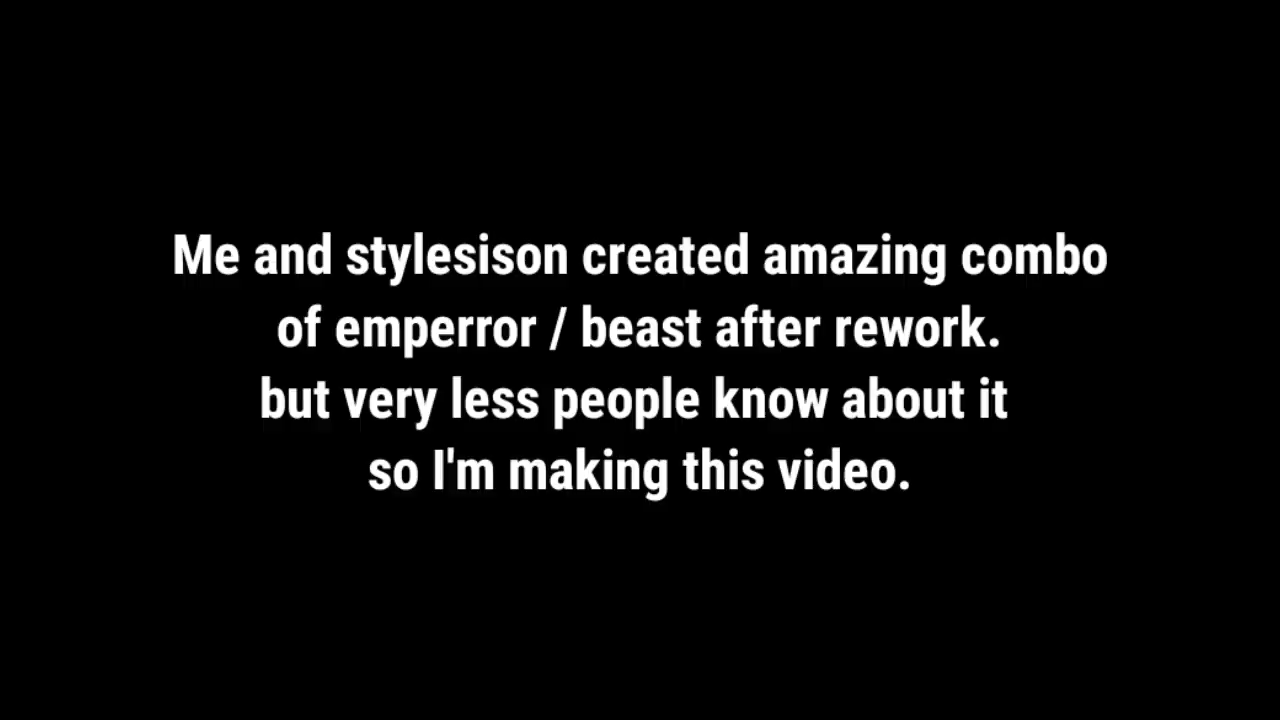 Me and stylesison created amazing combo
of emperror / beast after rework.
but very less people know about it
so I'm making this video.